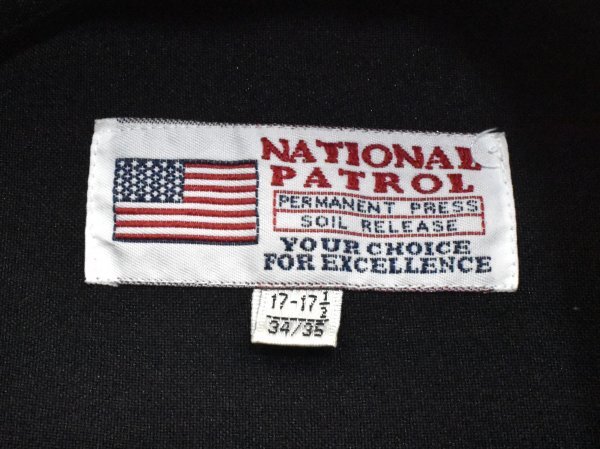 NATIONAL
PATROL
PERMANENT PRESS
SOIL RELEASE
YOUR CHOICE
FOR EXCELLENCE
17-17½
34/35